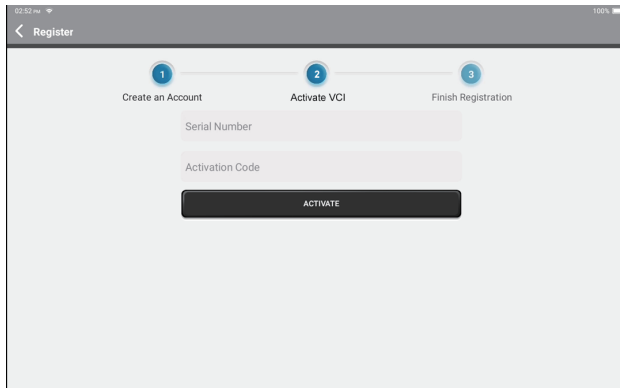 02:52 PM
100%
Register
1
2
3
Create an Account
Activate VCI
Finish Registration
Serial Number
Activation Code
ACTIVATE